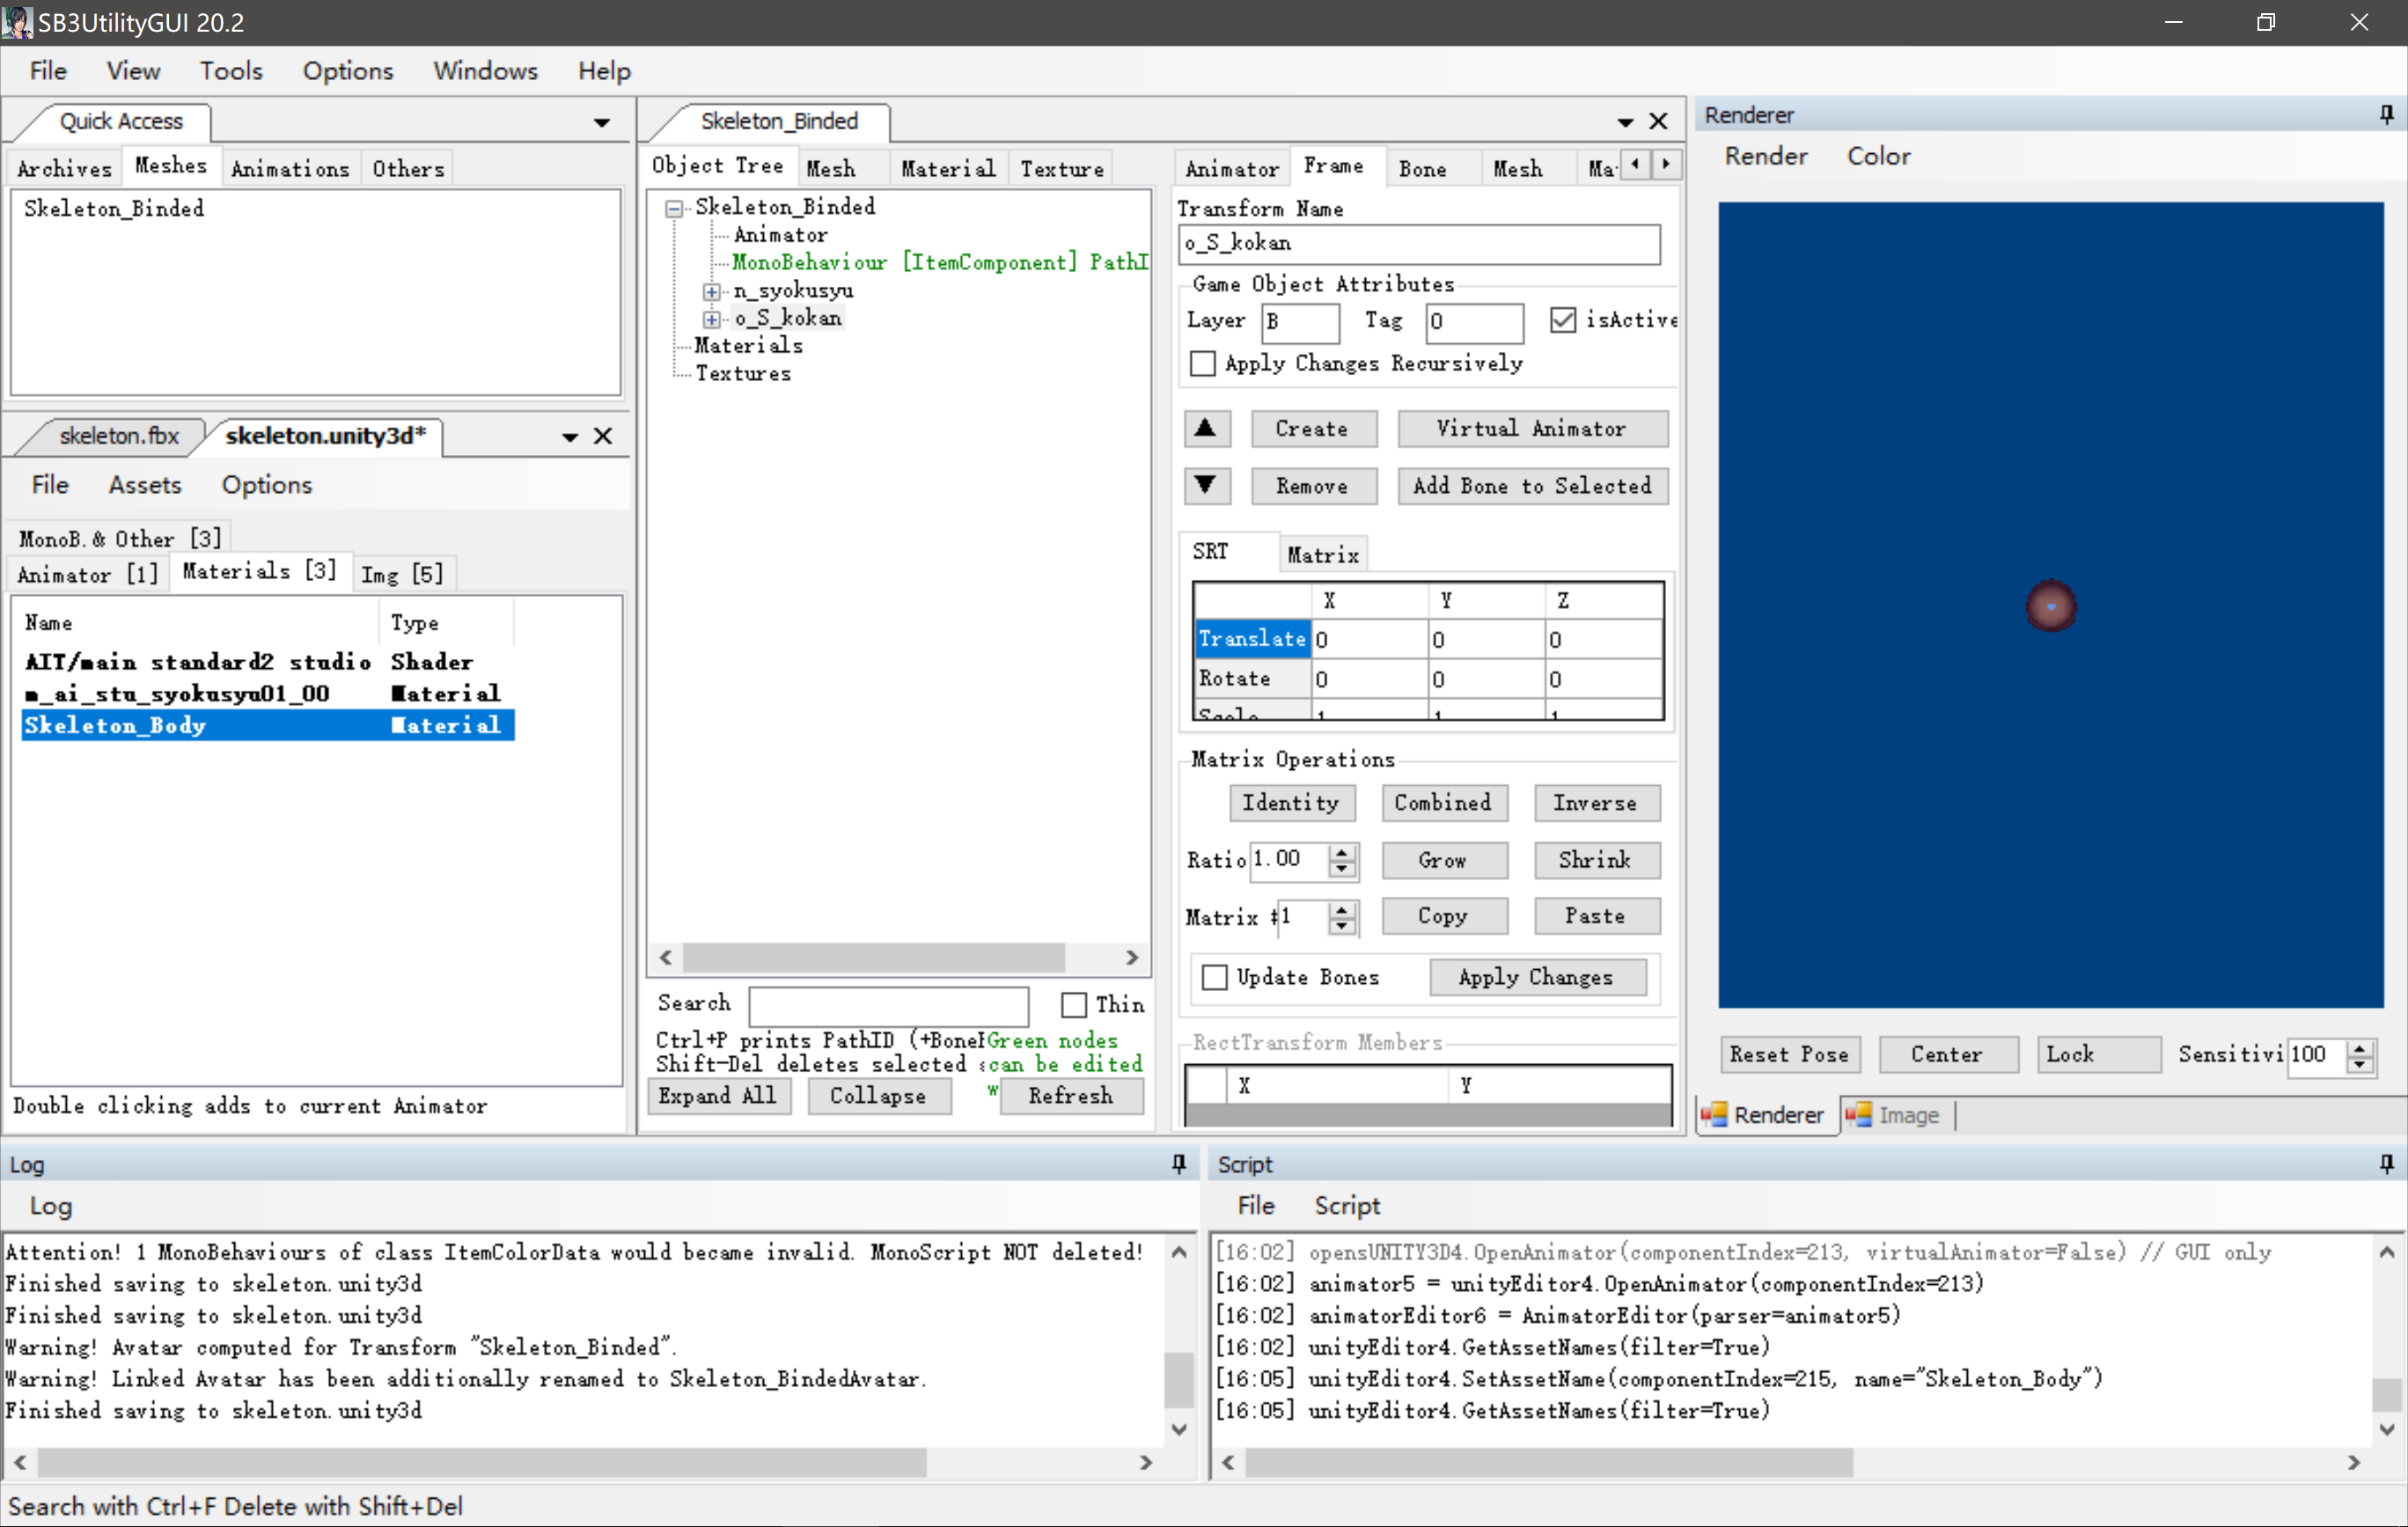 SB3UtilityGUI 20.2
File View Tools Options Windows Help
Quick Access
Archives Meshes Animations Others
Skeleton_Binded
skeleton.fbx skeleton.unity3d*
File Assets Options
MonoB.& Other [3]
Animator [1] Materials [3] Img [5]
Name Type
AIT/main standard2 studio Shader
m_ai_stu_syokusyu01_00 Material
Skeleton_Body Material
Double clicking adds to current Animator
Skeleton_Binded
Object Tree Mesh Material Texture
Skeleton_Binded
Animator
MonoBehaviour [ItemComponent] PathI
n_syokusyu
o_S_kokan
Materials
Textures
Search Thin
Ctrl+P prints PathID (+BoneI Green nodes
Shift-Del deletes selected s can be edited
w
Expand All Collapse Refresh
Animator Frame Bone Mesh Ma
Transform Name
o_S_kokan
Game Object Attributes
Layer B Tag 0 isActive
Apply Changes Recursively
▲ Create Virtual Animator
▼ Remove Add Bone to Selected
SRT Matrix
X Y Z
Translate 0 0 0
Rotate 0 0 0
Scale 1 1 1
Matrix Operations
Identity Combined Inverse
Ratio 1.00 Grow Shrink
Matrix # 1 Copy Paste
Update Bones Apply Changes
RectTransform Members
X Y
Renderer
Render Color
Reset Pose Center Lock Sensitivi 100
Renderer Image
Log
Log
Attention! 1 MonoBehaviours of class ItemColorData would became invalid. MonoScript NOT deleted!
Finished saving to skeleton.unity3d
Finished saving to skeleton.unity3d
Warning! Avatar computed for Transform "Skeleton_Binded".
Warning! Linked Avatar has been additionally renamed to Skeleton_BindedAvatar.
Finished saving to skeleton.unity3d
Script
File Script
[16:02] opensUNITY3D4.OpenAnimator(componentIndex=213, virtualAnimator=False) // GUI only
[16:02] animator5 = unityEditor4.OpenAnimator(componentIndex=213)
[16:02] animatorEditor6 = AnimatorEditor(parser=animator5)
[16:02] unityEditor4.GetAssetNames(filter=True)
[16:05] unityEditor4.SetAssetName(componentIndex=215, name="Skeleton_Body")
[16:05] unityEditor4.GetAssetNames(filter=True)
Search with Ctrl+F Delete with Shift+Del